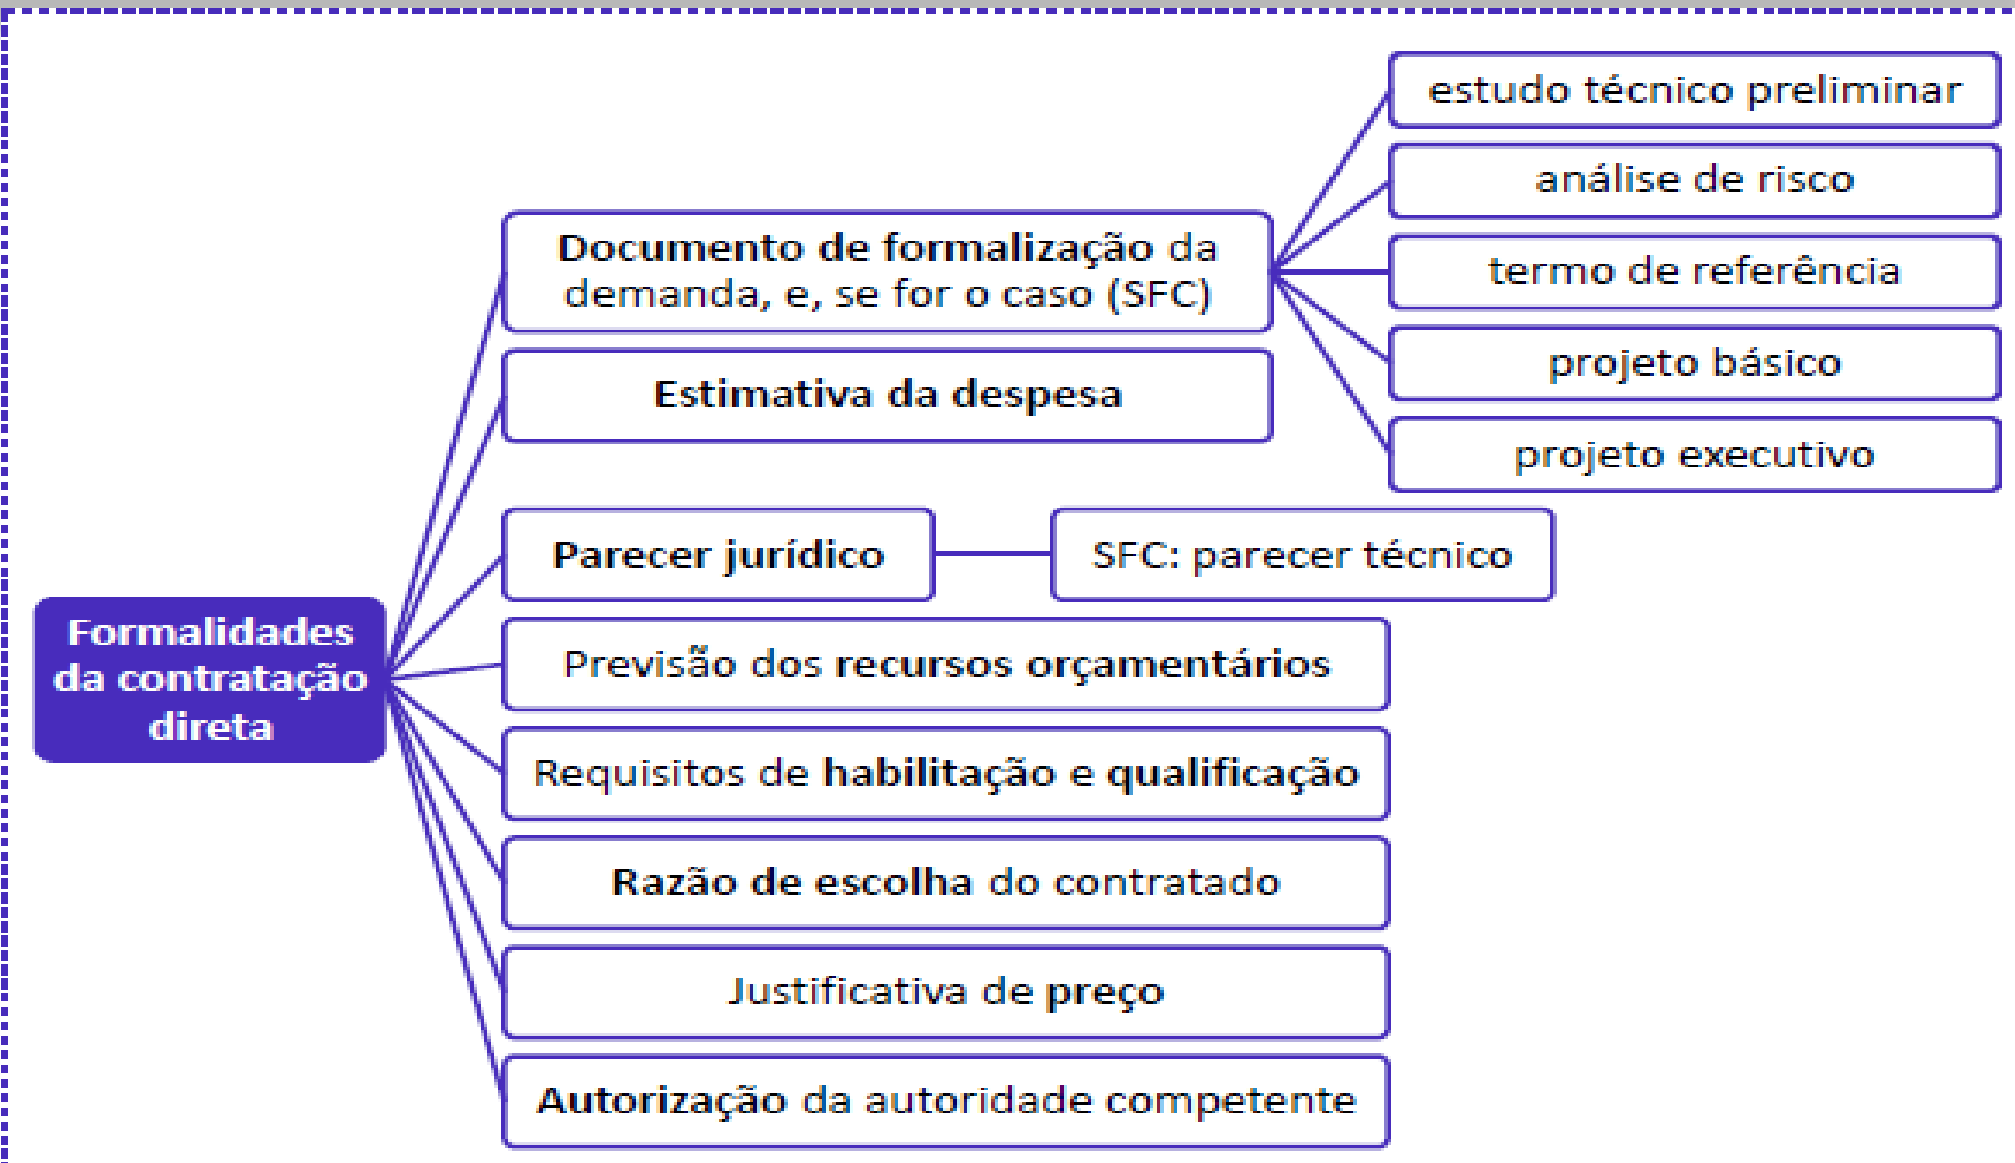 Formalidades
da contratação
direta
Documento de formalização da
demanda, e, se for o caso (SFC)
estudo técnico preliminar
análise de risco
termo de referência
projeto básico
projeto executivo
Estimativa da despesa
Parecer jurídico
SFC: parecer técnico
Previsão dos recursos orçamentários
Requisitos de habilitação e qualificação
Razão de escolha do contratado
Justificativa de preço
Autorização da autoridade competente